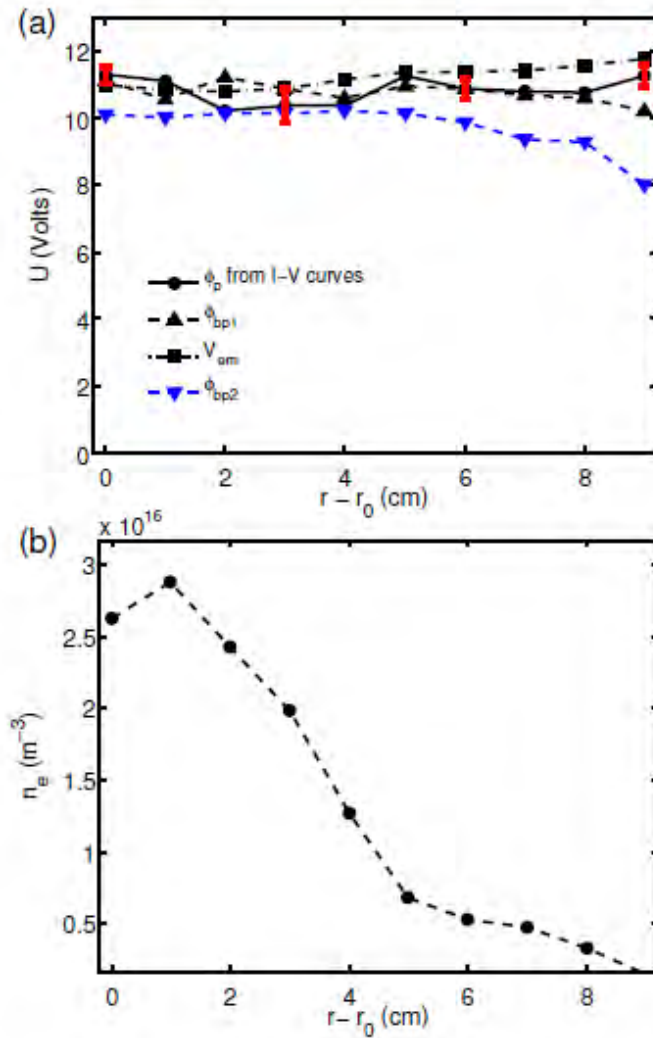 (a)
12
10
8
6
4
2
0
U (Volts)
ϕp from I−V curves
ϕbp1
Vem
ϕbp2
0 2 4 6 8
r − r0 (cm)
x 10^16
(b)
3
2.5
2
1.5
1
0.5
ne (m−3)
0 2 4 6 8
r − r0 (cm)